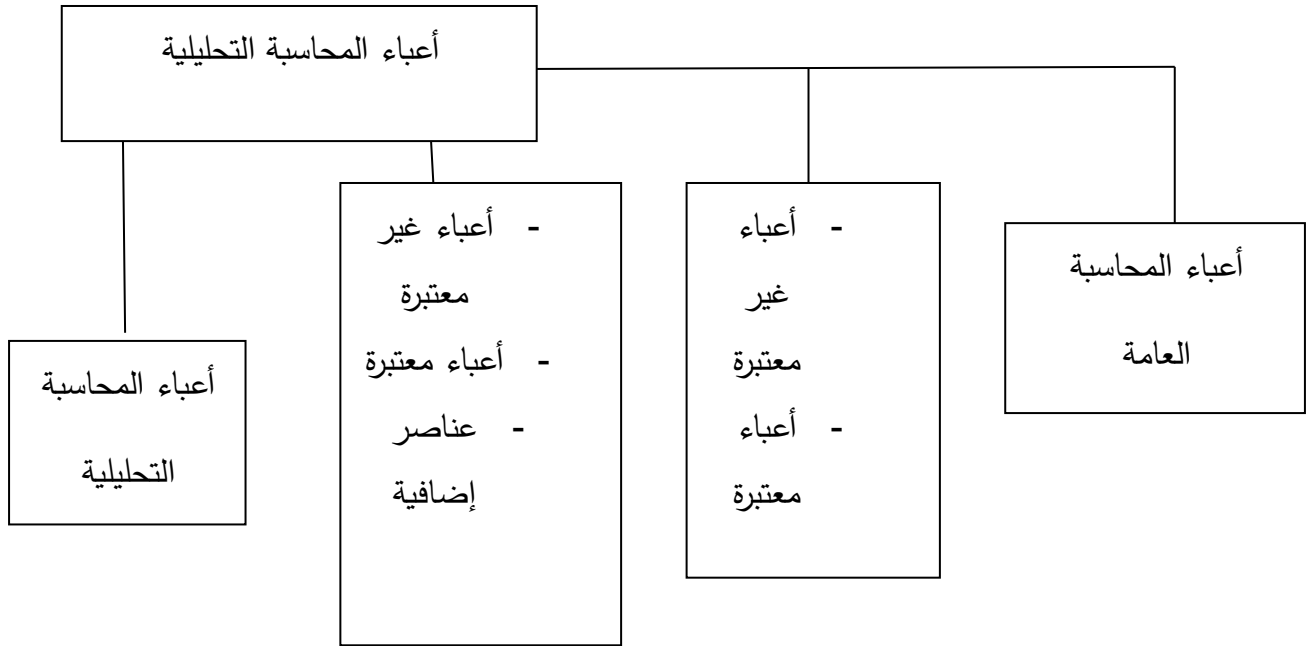 أعباء المحاسبة التحليلية
أعباء المحاسبة
العامة
- أعباء
غير
معتبرة
- أعباء
معتبرة
- أعباء غير
معتبرة
- أعباء معتبرة
- عناصر
إضافية
أعباء المحاسبة
التحليلية